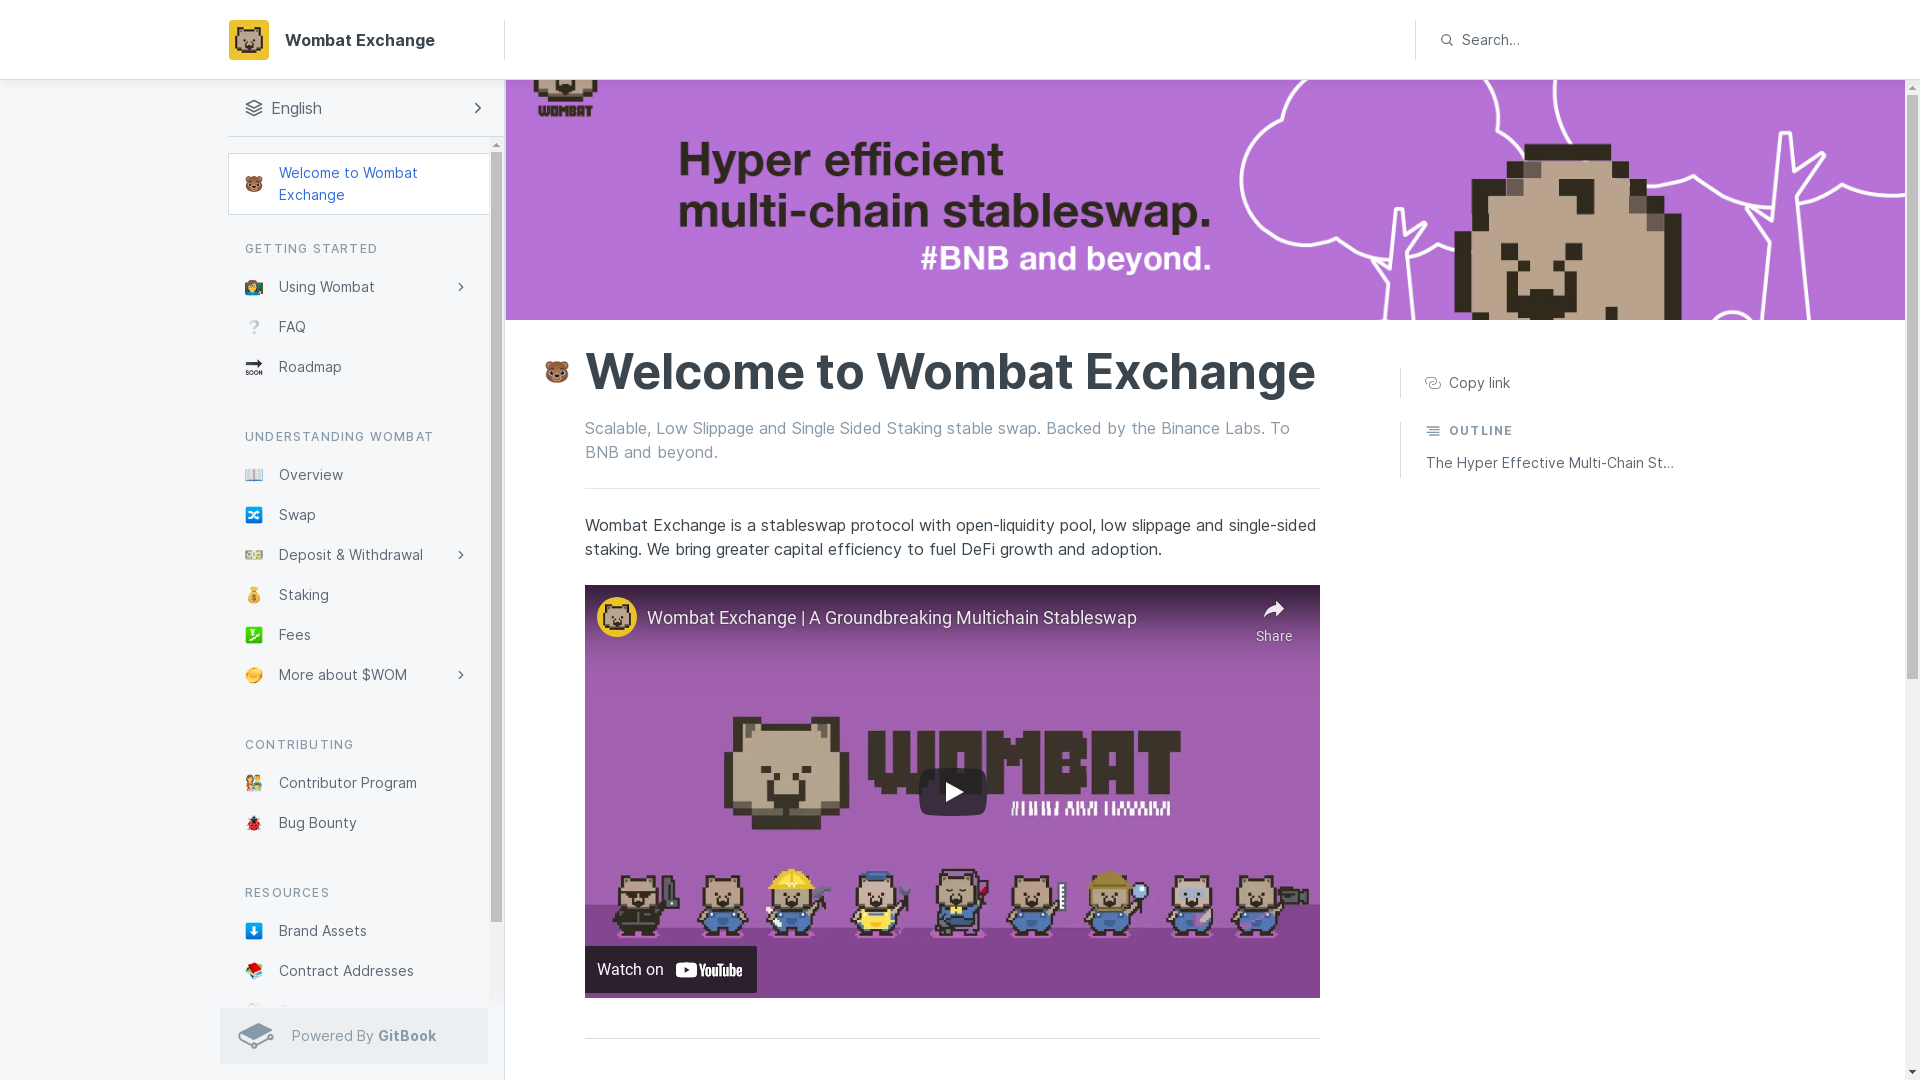 Wombat Exchange
Search...
English
Welcome to Wombat
Exchange
GETTING STARTED
Using Wombat
FAQ
SOON
Roadmap
UNDERSTANDING WOMBAT
Overview
Swap
Deposit & Withdrawal
Staking
Fees
More about $WOM
CONTRIBUTING
Contributor Program
Bug Bounty
RESOURCES
Brand Assets
Contract Addresses
Powered By GitBook
WOMBAT
Hyper efficient
multi-chain stableswap.
#BNB and beyond.
Welcome to Wombat Exchange
Scalable, Low Slippage and Single Sided Staking stable swap. Backed by the Binance Labs. To
BNB and beyond.
Wombat Exchange is a stableswap protocol with open-liquidity pool, low slippage and single-sided
staking. We bring greater capital efficiency to fuel DeFi growth and adoption.
Wombat Exchange | A Groundbreaking Multichain Stableswap
Share
WOMBAT
Watch on YouTube
Copy link
OUTLINE
The Hyper Effective Multi-Chain St...